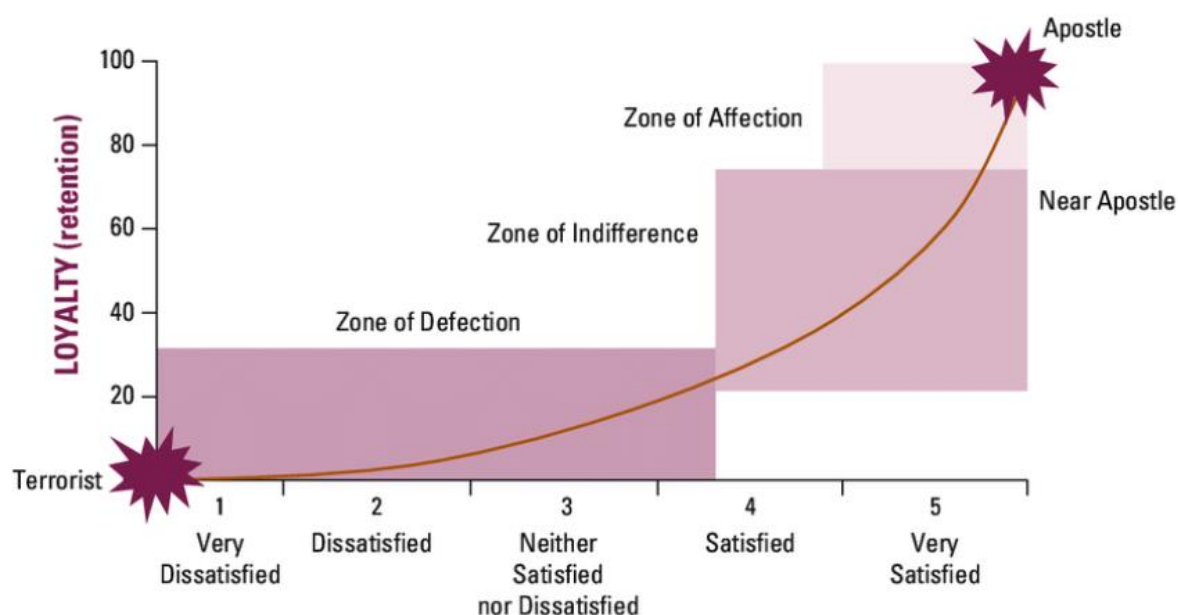 Apostle
100
Zone of Affection
80
Near Apostle
60
Zone of Indifference
LOYALTY (retention)
40
Zone of Defection
20
Terrorist
1
2
3
4
5
Very
Dissatisfied
Dissatisfied
Neither
Satisfied
nor Dissatisfied
Satisfied
Very
Satisfied